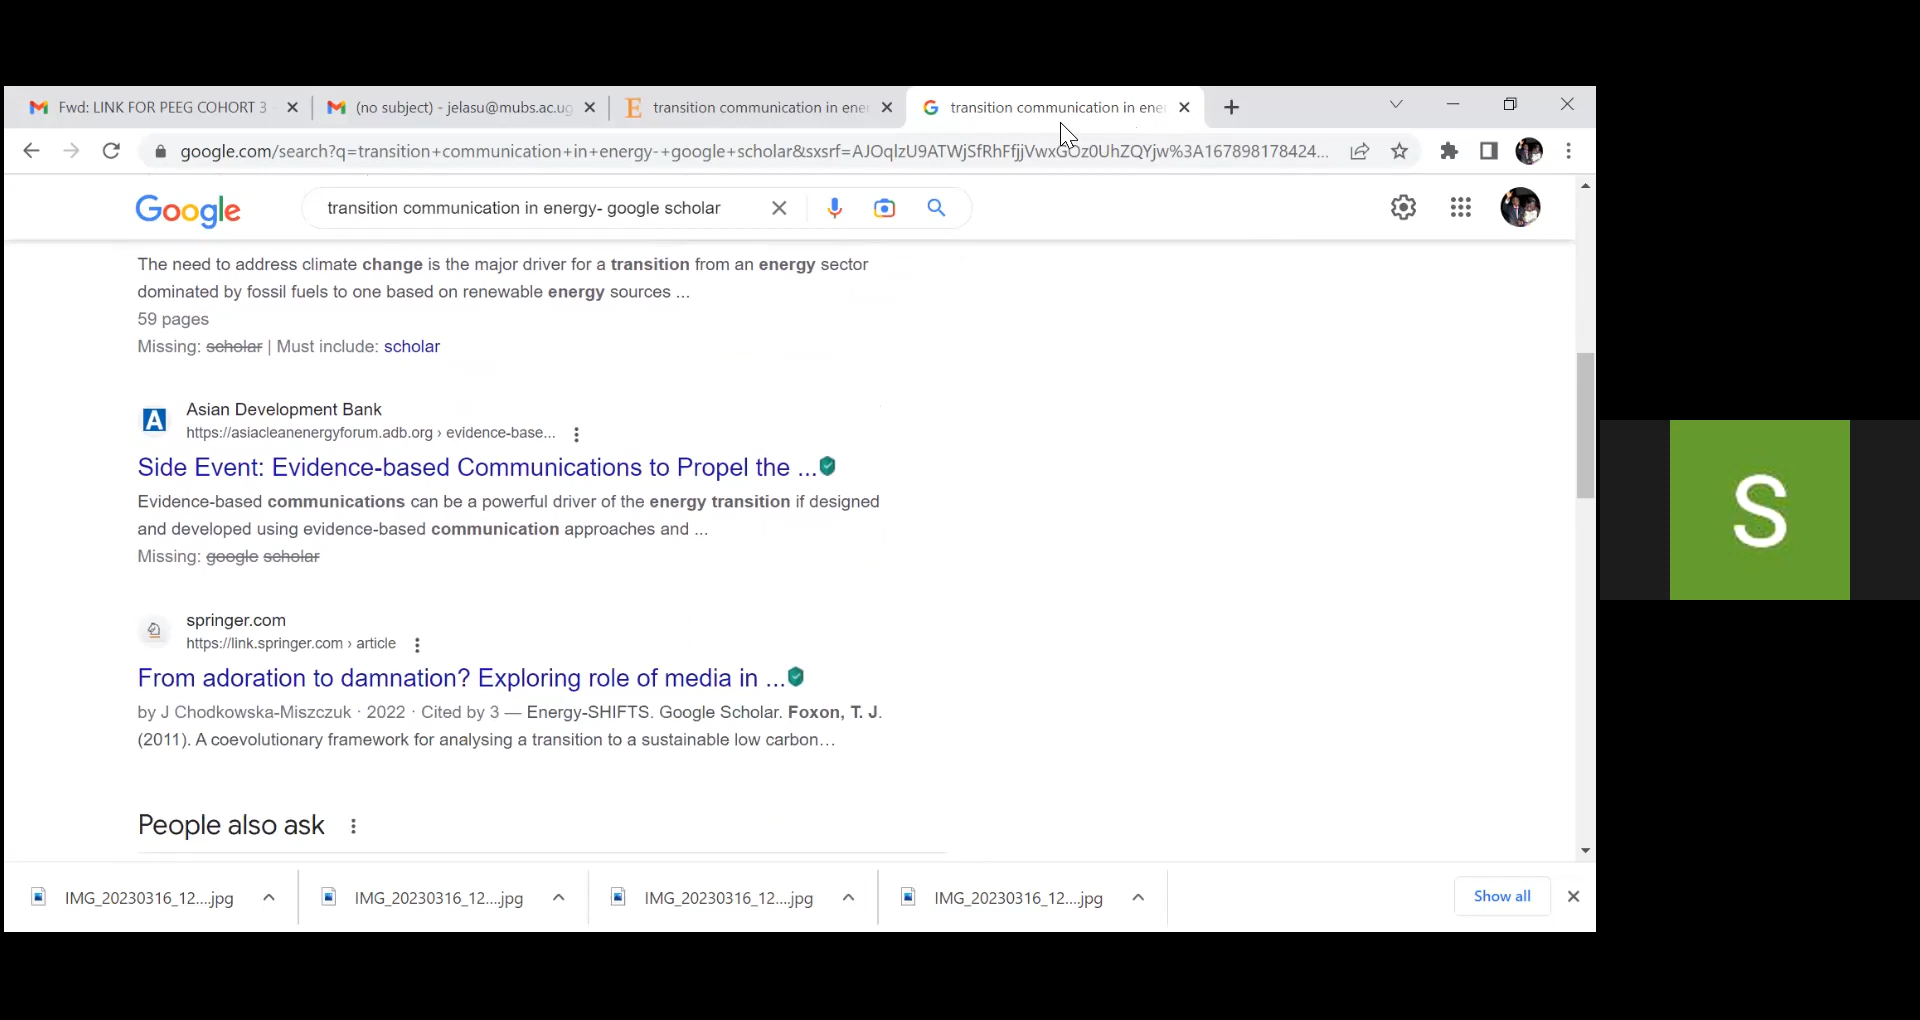 Fwd: LINK FOR PEEG COHORT 3
(no subject) - jelasu@mubs.ac.ug
transition communication in ener
transition communication in ener
google.com/search?q=transition+communication+in+energy-+google+scholar&sxsrf=AJOqlzU9ATWjSfRhFfjjVwxGOz0UhZQYjw%3A167898178424...
Google
transition communication in energy- google scholar
The need to address climate change is the major driver for a transition from an energy sector
dominated by fossil fuels to one based on renewable energy sources ...
59 pages
Missing: scholar | Must include: scholar
A
Asian Development Bank
https://asiacleanenergyforum.adb.org › evidence-base...
Side Event: Evidence-based Communications to Propel the ...
Evidence-based communications can be a powerful driver of the energy transition if designed
and developed using evidence-based communication approaches and ...
Missing: google scholar
springer.com
https://link.springer.com › article
From adoration to damnation? Exploring role of media in ...
by J Chodkowska-Miszczuk · 2022 · Cited by 3 — Energy-SHIFTS. Google Scholar. Foxon, T. J.
(2011). A coevolutionary framework for analysing a transition to a sustainable low carbon...
People also ask
IMG_20230316_12....jpg
IMG_20230316_12....jpg
IMG_20230316_12....jpg
IMG_20230316_12....jpg
Show all
S